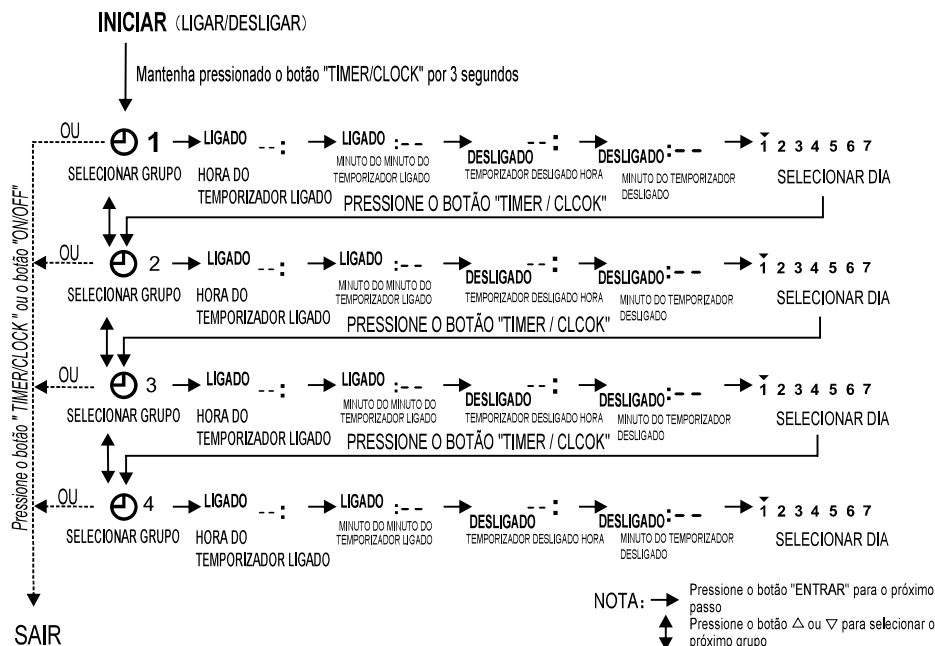 INICIAR (LIGAR/DESLIGAR)
Mantenha pressionado o botão "TIMER/CLOCK" por 3 segundos
OU 1 LIGADO --: LIGADO :-- DESLIGADO --: DESLIGADO :-- 1 2 3 4 5 6 7
SELECIONAR GRUPO
HORA DO
TEMPORIZADOR LIGADO
MINUTO DO MINUTO DO
TEMPORIZADOR LIGADO
TEMPORIZADOR DESLIGADO HORA
MINUTO DO TEMPORIZADOR
DESLIGADO
SELECIONAR DIA
PRESSIONE O BOTÃO "TIMER / CLCOK"
OU 2 LIGADO --: LIGADO :-- DESLIGADO --: DESLIGADO :-- 1 2 3 4 5 6 7
SELECIONAR GRUPO
HORA DO
TEMPORIZADOR LIGADO
MINUTO DO MINUTO DO
TEMPORIZADOR LIGADO
TEMPORIZADOR DESLIGADO HORA
MINUTO DO TEMPORIZADOR
DESLIGADO
SELECIONAR DIA
PRESSIONE O BOTÃO "TIMER / CLCOK"
OU 3 LIGADO --: LIGADO :-- DESLIGADO --: DESLIGADO :-- 1 2 3 4 5 6 7
SELECIONAR GRUPO
HORA DO
TEMPORIZADOR LIGADO
MINUTO DO MINUTO DO
TEMPORIZADOR LIGADO
TEMPORIZADOR DESLIGADO HORA
MINUTO DO TEMPORIZADOR
DESLIGADO
SELECIONAR DIA
PRESSIONE O BOTÃO "TIMER / CLCOK"
OU 4 LIGADO --: LIGADO :-- DESLIGADO --: DESLIGADO :-- 1 2 3 4 5 6 7
SELECIONAR GRUPO
HORA DO
TEMPORIZADOR LIGADO
MINUTO DO MINUTO DO
TEMPORIZADOR LIGADO
TEMPORIZADOR DESLIGADO HORA
MINUTO DO TEMPORIZADOR
DESLIGADO
SELECIONAR DIA
Pressione o botão "TIMER/CLOCK" ou o botão "ON/OFF"
SAIR
NOTA: → Pressione o botão "ENTRAR" para o próximo
passo
Pressione o botão △ ou ▽ para selecionar o
próximo grupo